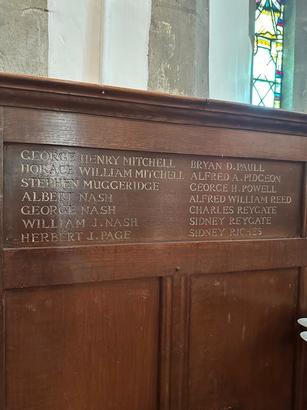 GEORGE HENRY MITCHELL
HORACE WILLIAM MITCHELL
STEPHEN MUGGERIDGE
ALBERT NASH
GEORGE NASH
WILLIAM J. NASH
HERBERT J. PAGE
BRYAN D. PAULL
ALFRED A. PIDGEON
GEORGE H. POWELL
ALFRED WILLIAM REED
CHARLES REYGATE
SIDNEY REYGATE
SIDNEY RICHES